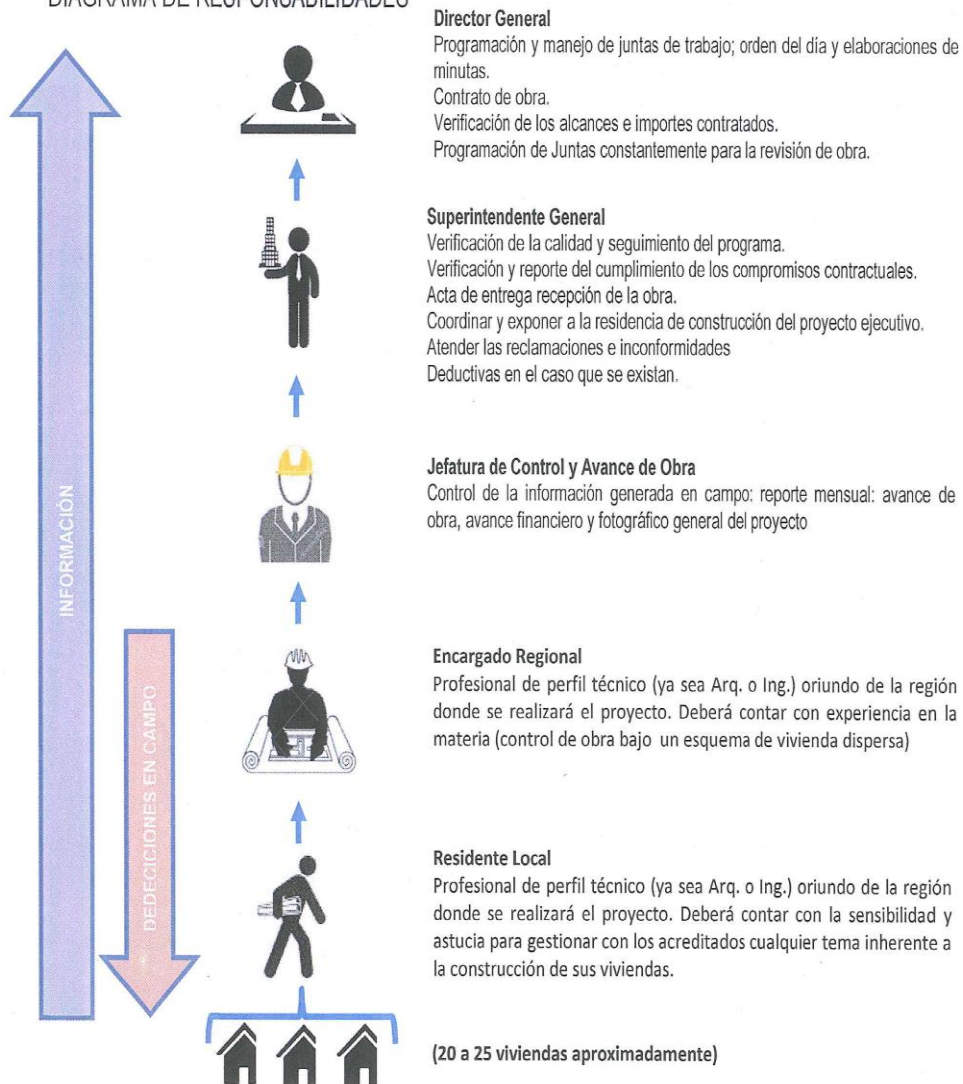 DIAGRAMA DE RESPONSABILIDADES
Director General
Programación y manejo de juntas de trabajo; orden del día y elaboraciones de
minutas.
Contrato de obra.
Verificación de los alcances e importes contratados.
Programación de Juntas constantemente para la revisión de obra.
Superintendente General
Verificación de la calidad y seguimiento del programa.
Verificación y reporte del cumplimiento de los compromisos contractuales.
Acta de entrega recepción de la obra.
Coordinar y exponer a la residencia de construcción del proyecto ejecutivo.
Atender las reclamaciones e inconformidades
Deductivas en el caso que se existan.
Jefatura de Control y Avance de Obra
Control de la información generada en campo: reporte mensual: avance de
obra, avance financiero y fotográfico general del proyecto
INFORMACIÓN
Encargado Regional
Profesional de perfil técnico (ya sea Arq. o Ing.) oriundo de la región
donde se realizará el proyecto. Deberá contar con experiencia en la
materia (control de obra bajo un esquema de vivienda dispersa)
DEDECICIONES EN CAMPO
Residente Local
Profesional de perfil técnico (ya sea Arq. o Ing.) oriundo de la región
donde se realizará el proyecto. Deberá contar con la sensibilidad y
astucia para gestionar con los acreditados cualquier tema inherente a
la construcción de sus viviendas.
(20 a 25 viviendas aproximadamente)